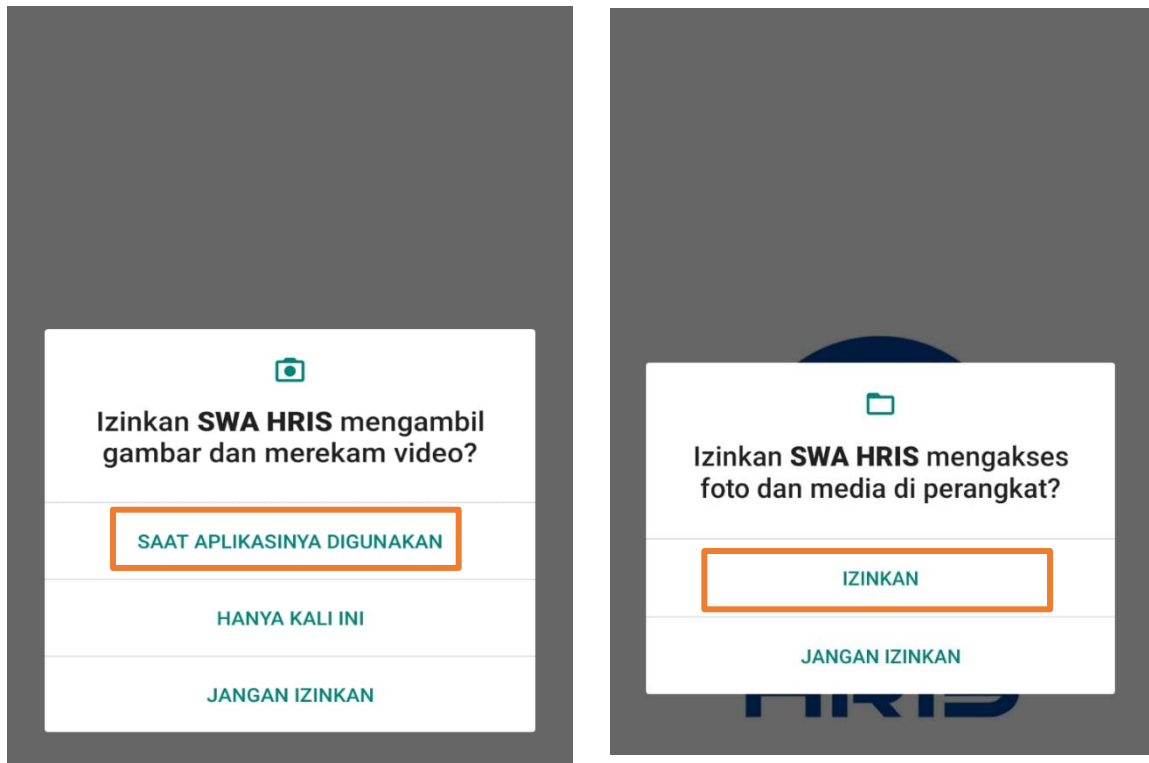 Izinkan SWA HRIS mengambil
gambar dan merekam video?
SAAT APLIKASINYA DIGUNAKAN
HANYA KALI INI
JANGAN IZINKAN
Izinkan SWA HRIS mengakses
foto dan media di perangkat?
IZINKAN
JANGAN IZINKAN
HRIS